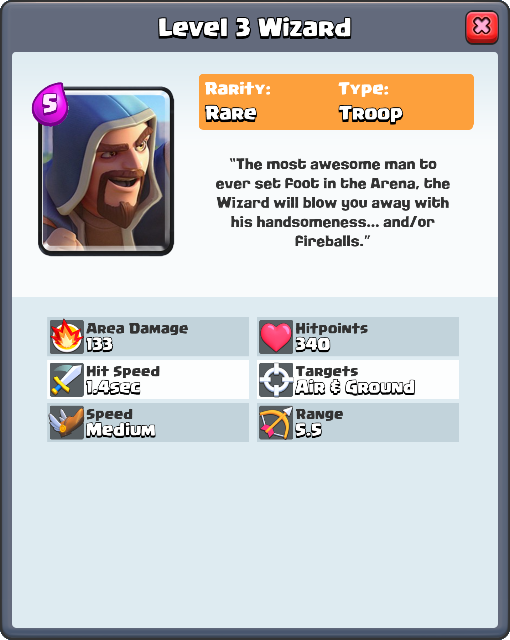 Level 3 Wizard
5
Rarity: Type:
Rare Troop
"The most awesome man to
ever set foot in the Arena, the
Wizard will blow you away with
his handsomeness... and/or
fireballs."
Area Damage
133
Hitpoints
340
Hit Speed
1.4sec
Targets
Air & Ground
Speed
Medium
Range
5.5